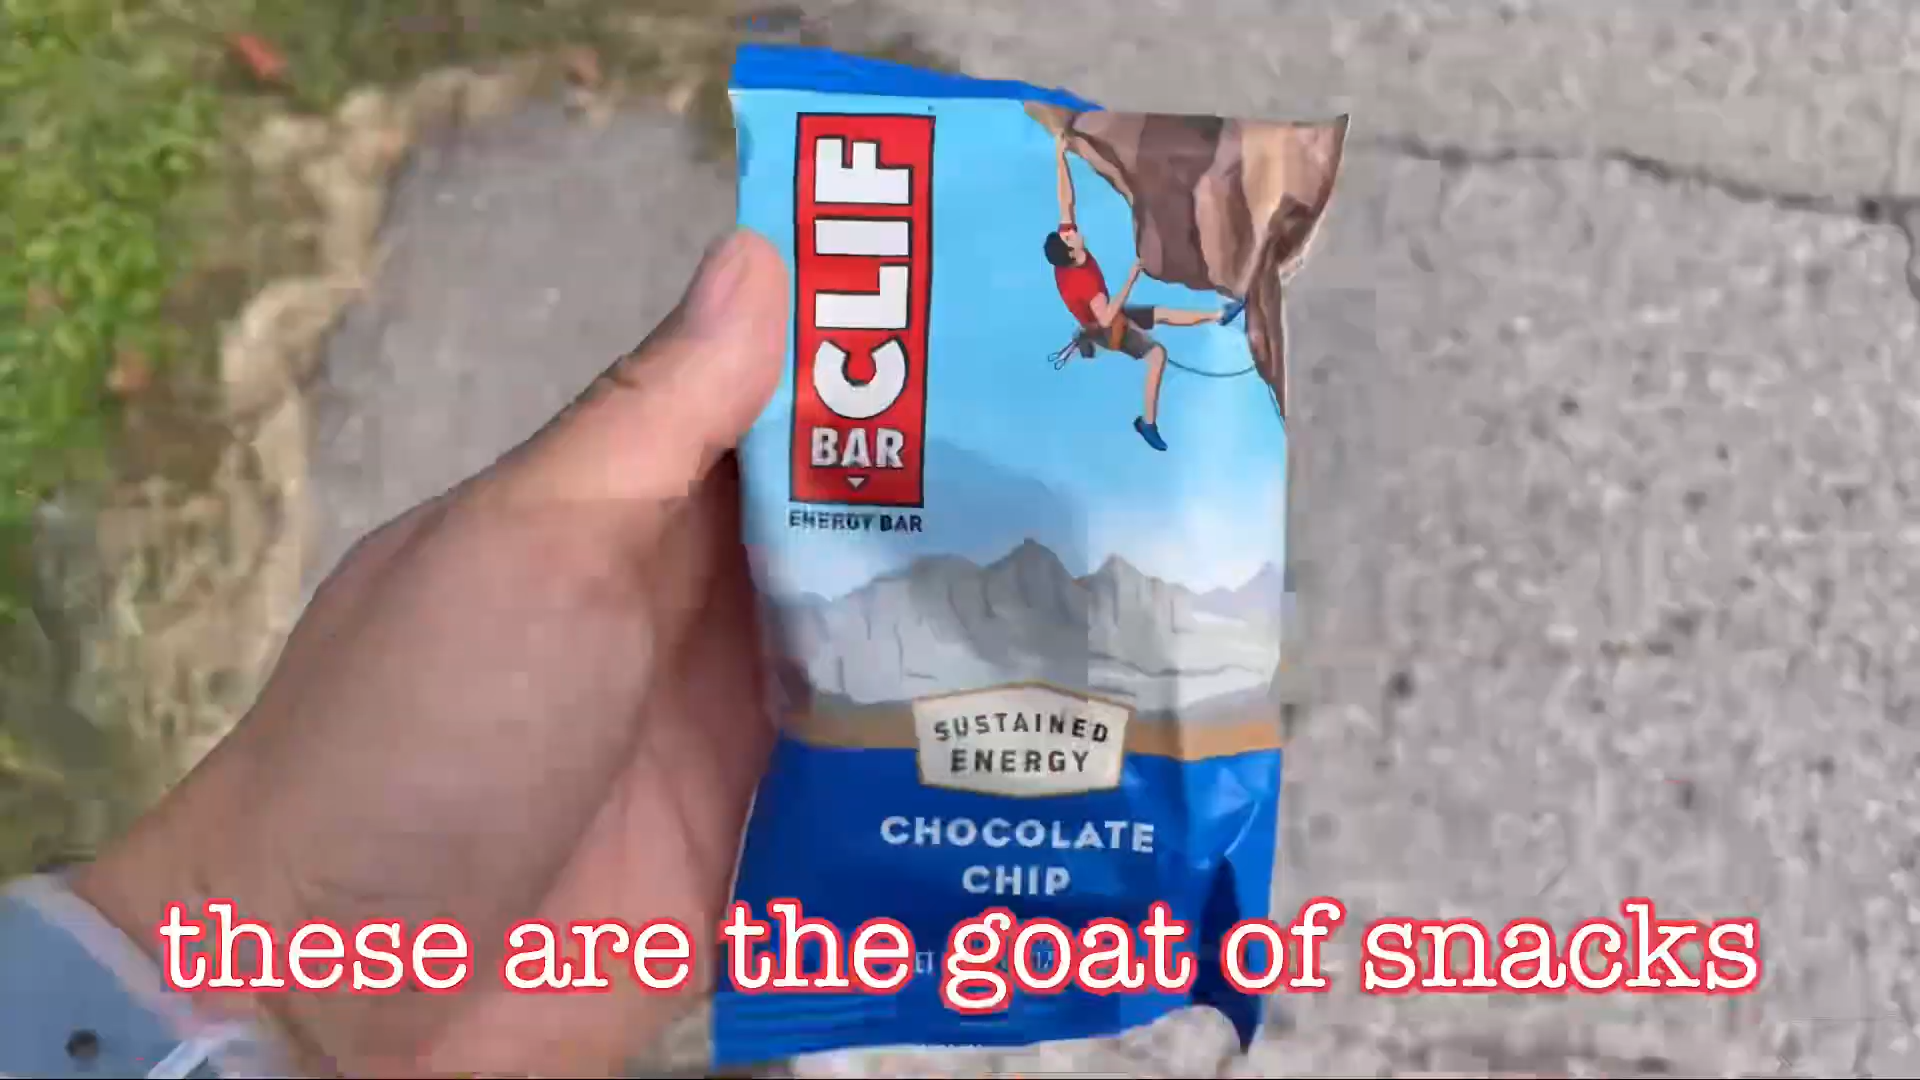 CLIF
BAR
ENERGY BAR
SUSTAINED
ENERGY
CHOCOLATE
CHIP
these are the goat of snacks